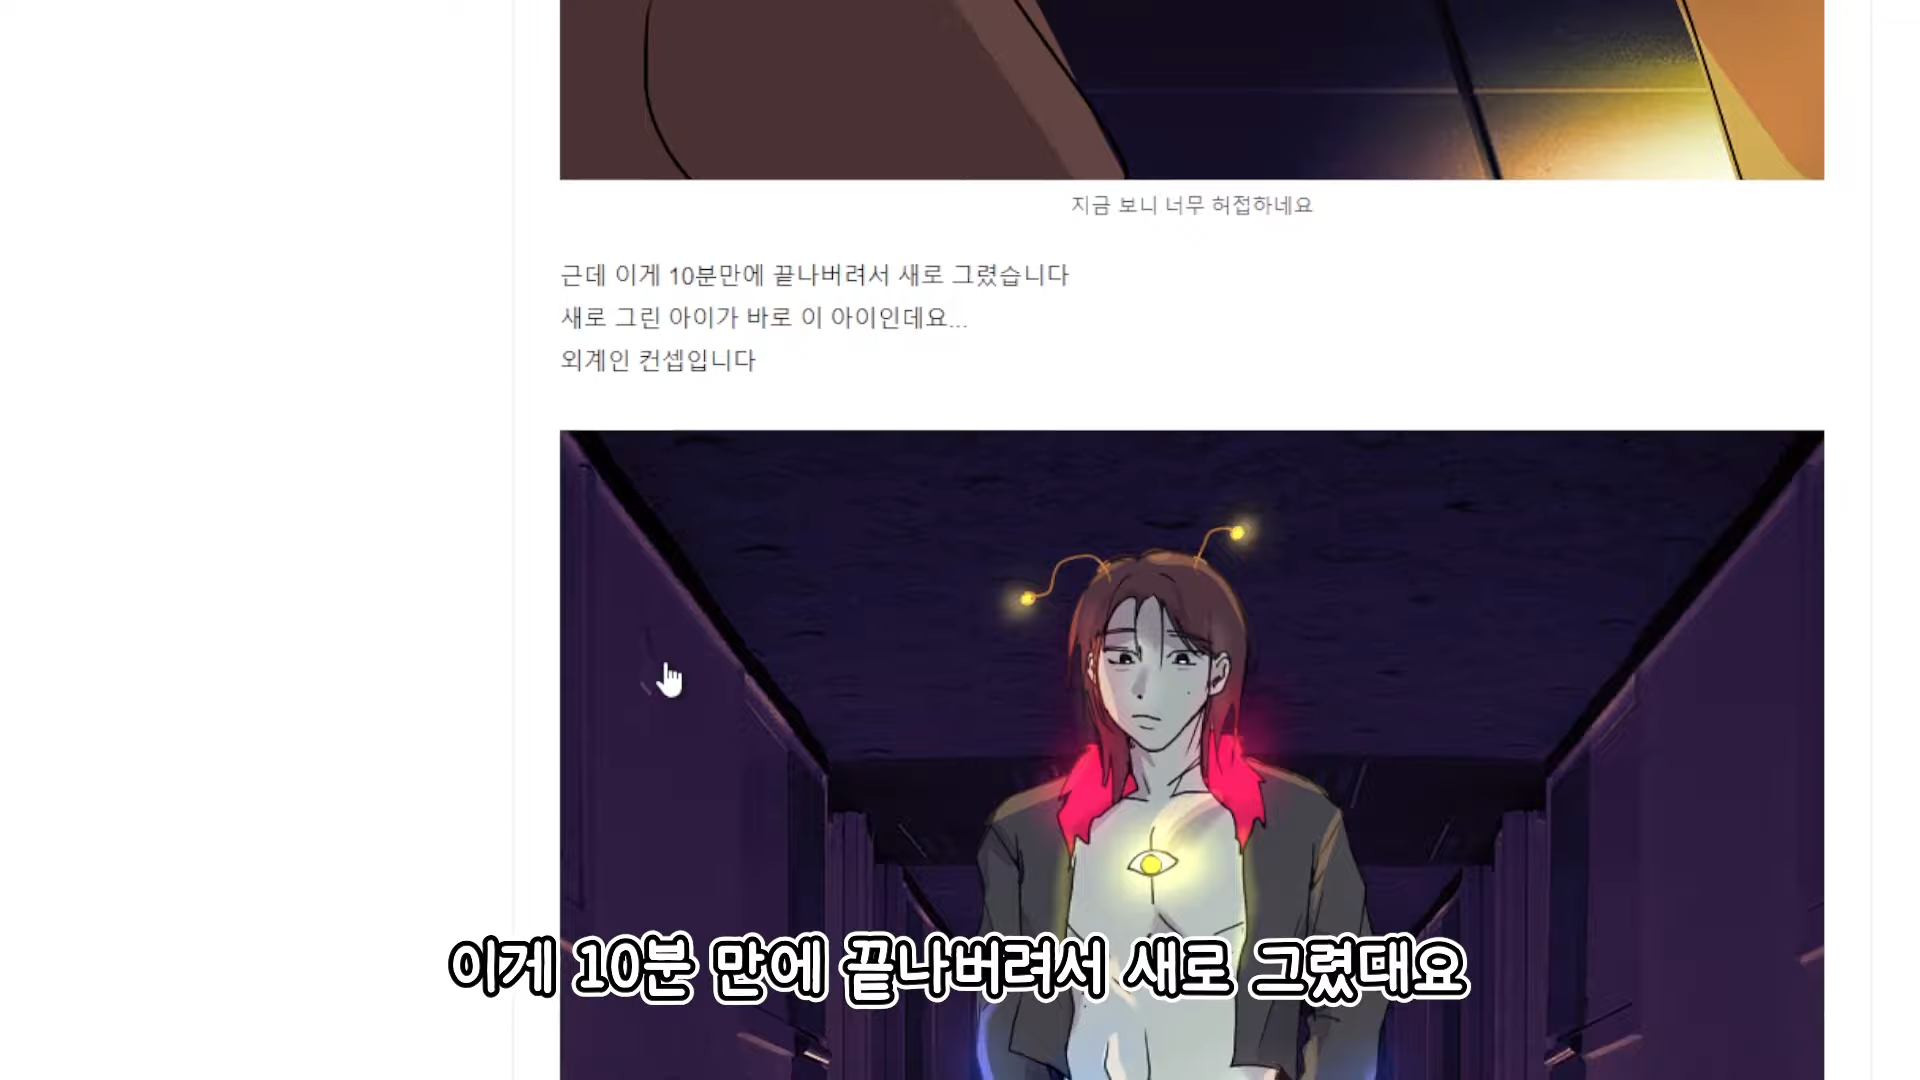 지금 보니 너무 허접하네요
근데 이게 10분만에 끝나버려서 새로 그렸습니다
새로 그린 아이가 바로 이 아이인데요...
외계인 컨셉입니다
이게 10분 만에 끝나버려서 새로 그렸대요